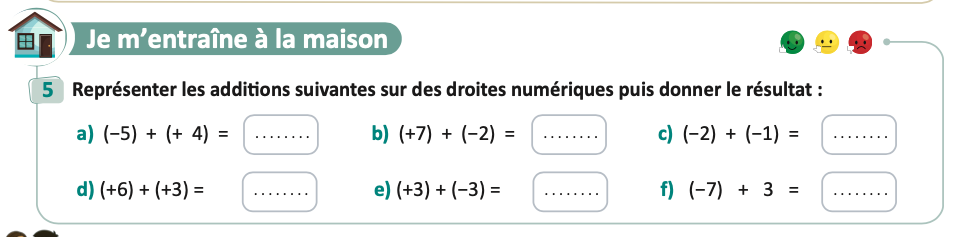 Je m'entraîne à la maison
5 Représenter les additions suivantes sur des droites numériques puis donner le résultat :
a) (−5) + (+ 4) = ........ b) (+7) + (−2) = ........ c) (−2) + (−1) = ........
d) (+6) + (+3) = ........ e) (+3) + (−3) = ........ f) (−7) + 3 = ........